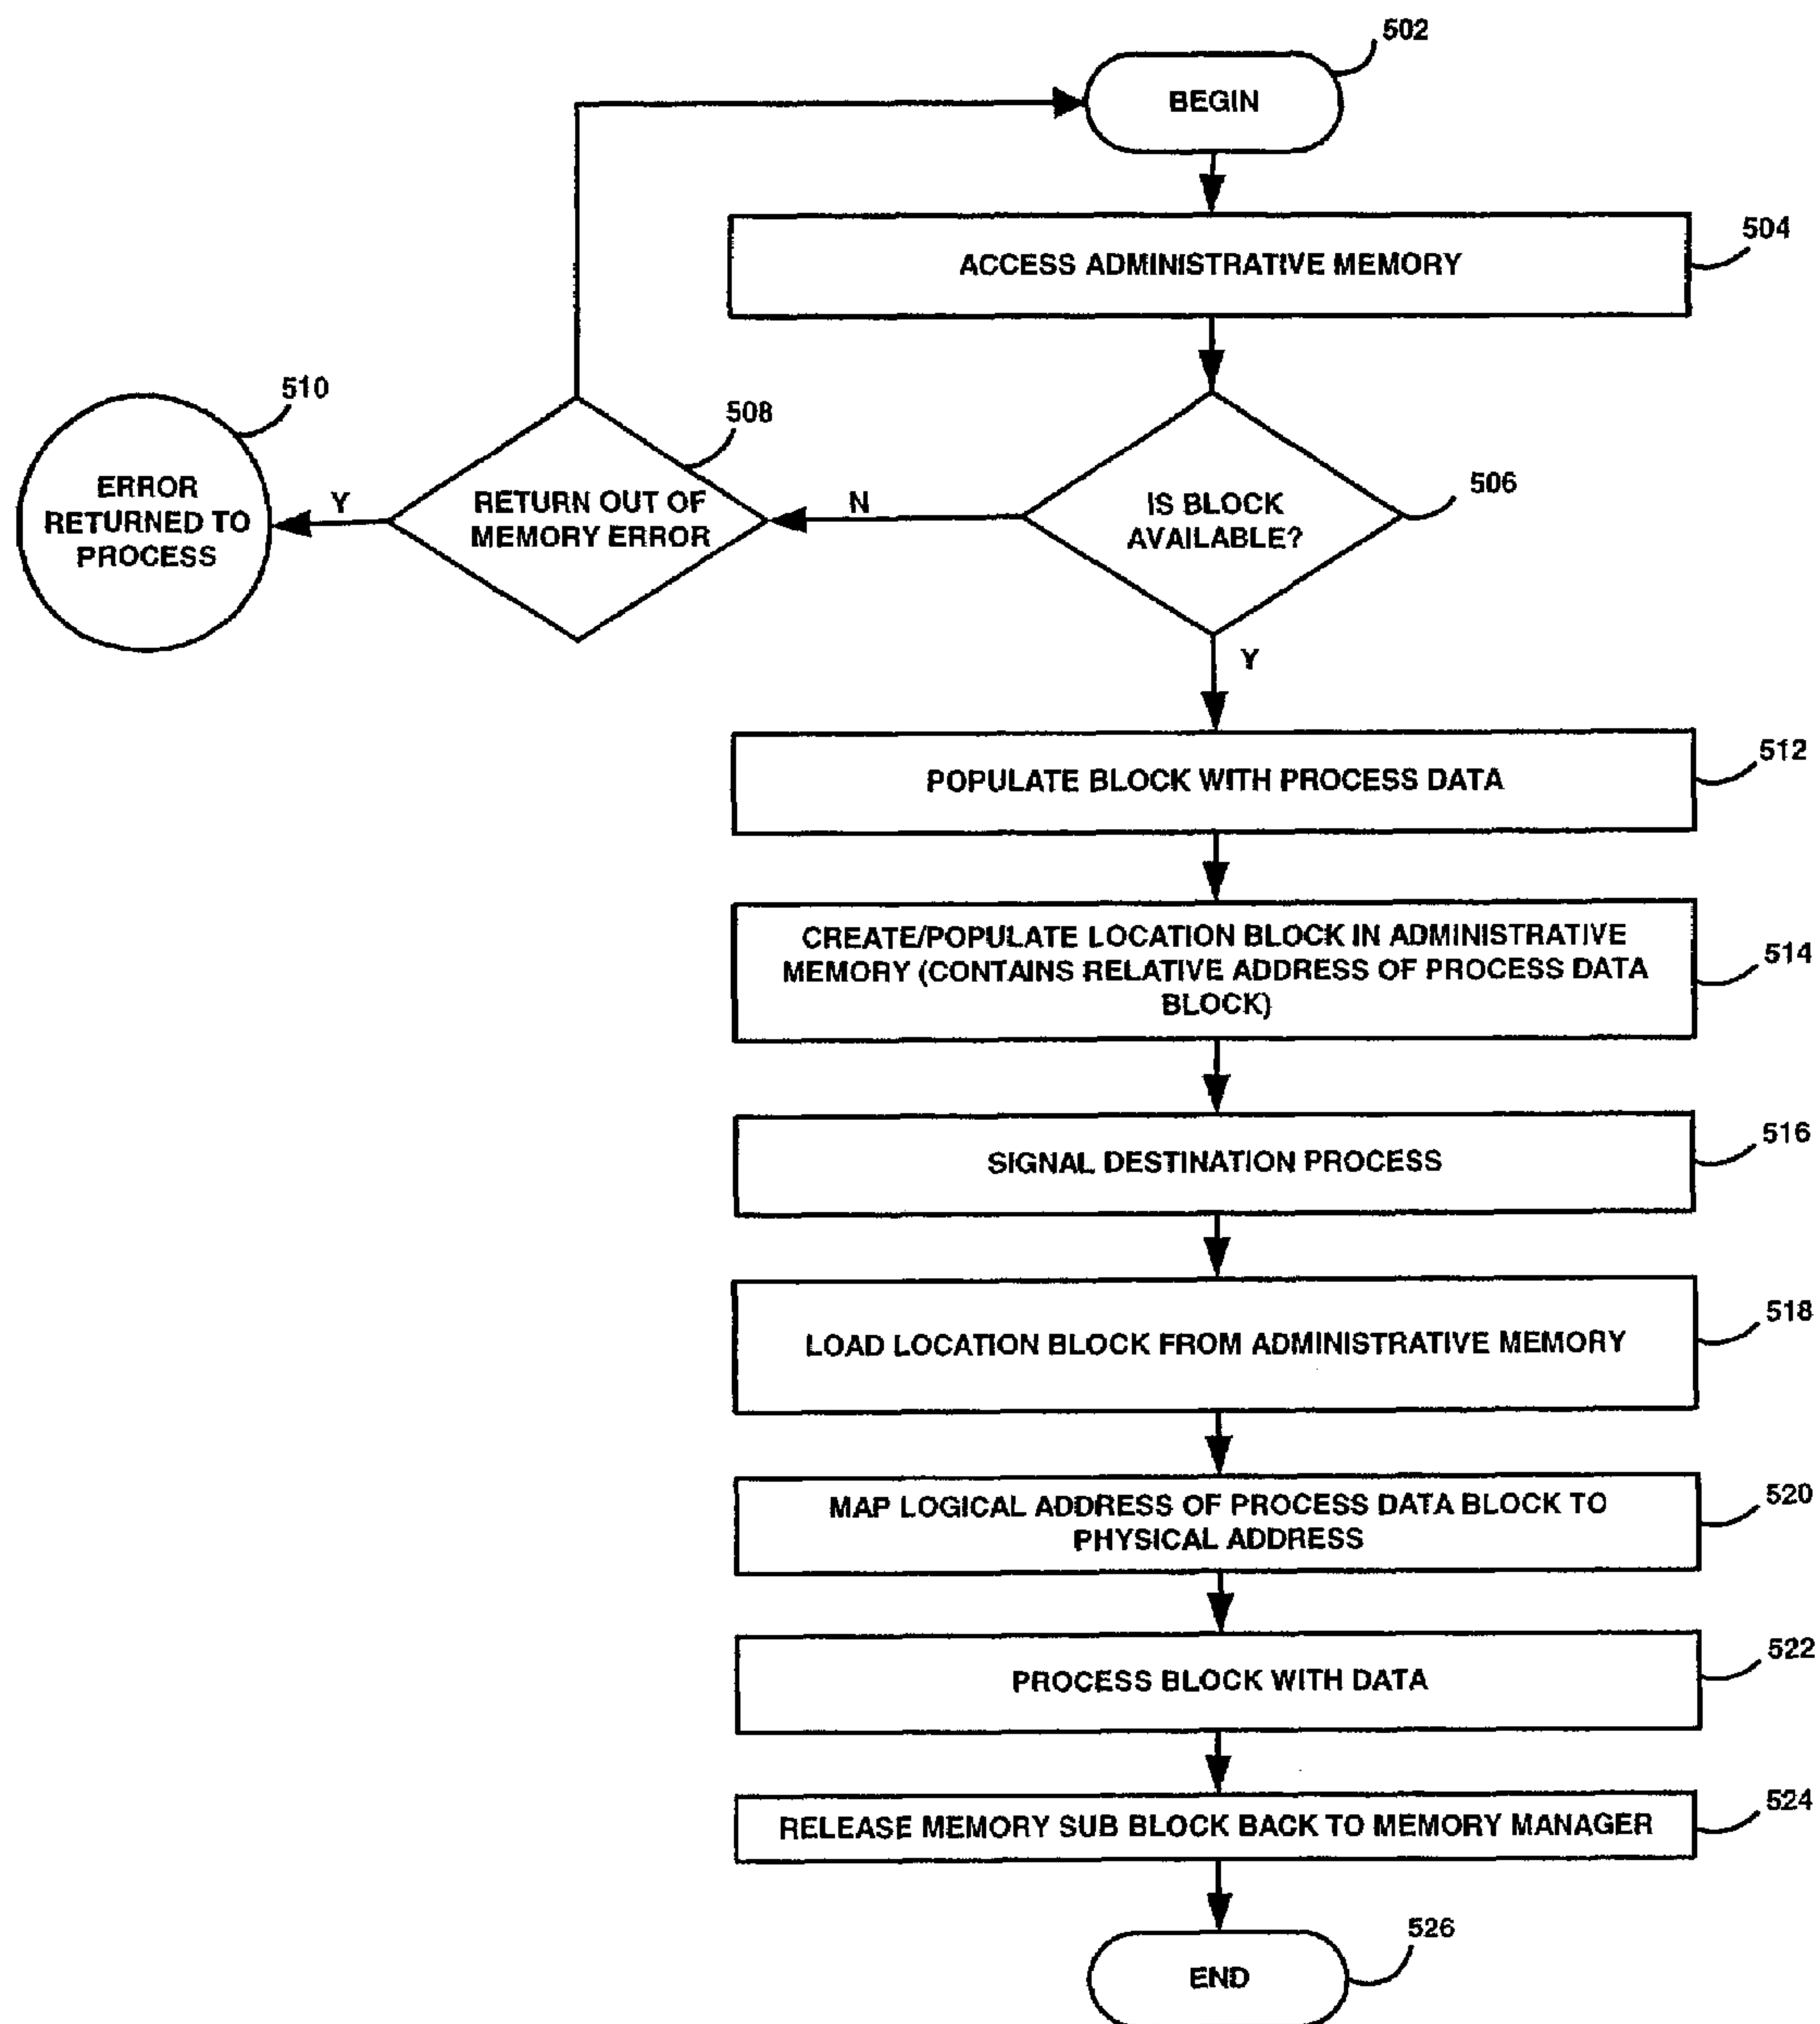 502
BEGIN
504
ACCESS ADMINISTRATIVE MEMORY
510
ERROR
RETURNED TO
PROCESS
Y
508
RETURN OUT OF
MEMORY ERROR
N
506
IS BLOCK
AVAILABLE?
Y
512
POPULATE BLOCK WITH PROCESS DATA
514
CREATE/POPULATE LOCATION BLOCK IN ADMINISTRATIVE
MEMORY (CONTAINS RELATIVE ADDRESS OF PROCESS DATA
BLOCK)
516
SIGNAL DESTINATION PROCESS
518
LOAD LOCATION BLOCK FROM ADMINISTRATIVE MEMORY
520
MAP LOGICAL ADDRESS OF PROCESS DATA BLOCK TO
PHYSICAL ADDRESS
522
PROCESS BLOCK WITH DATA
524
RELEASE MEMORY SUB BLOCK BACK TO MEMORY MANAGER
526
END